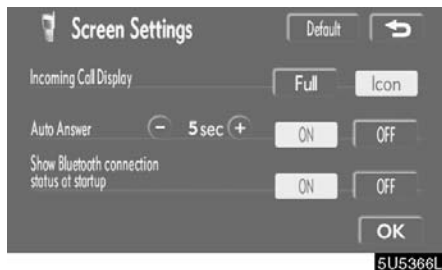 Screen Settings Default
Incoming Call Display Full Icon
Auto Answer - 5 sec + ON OFF
Show Bluetooth connection
status at startup ON OFF
OK
5U5366L